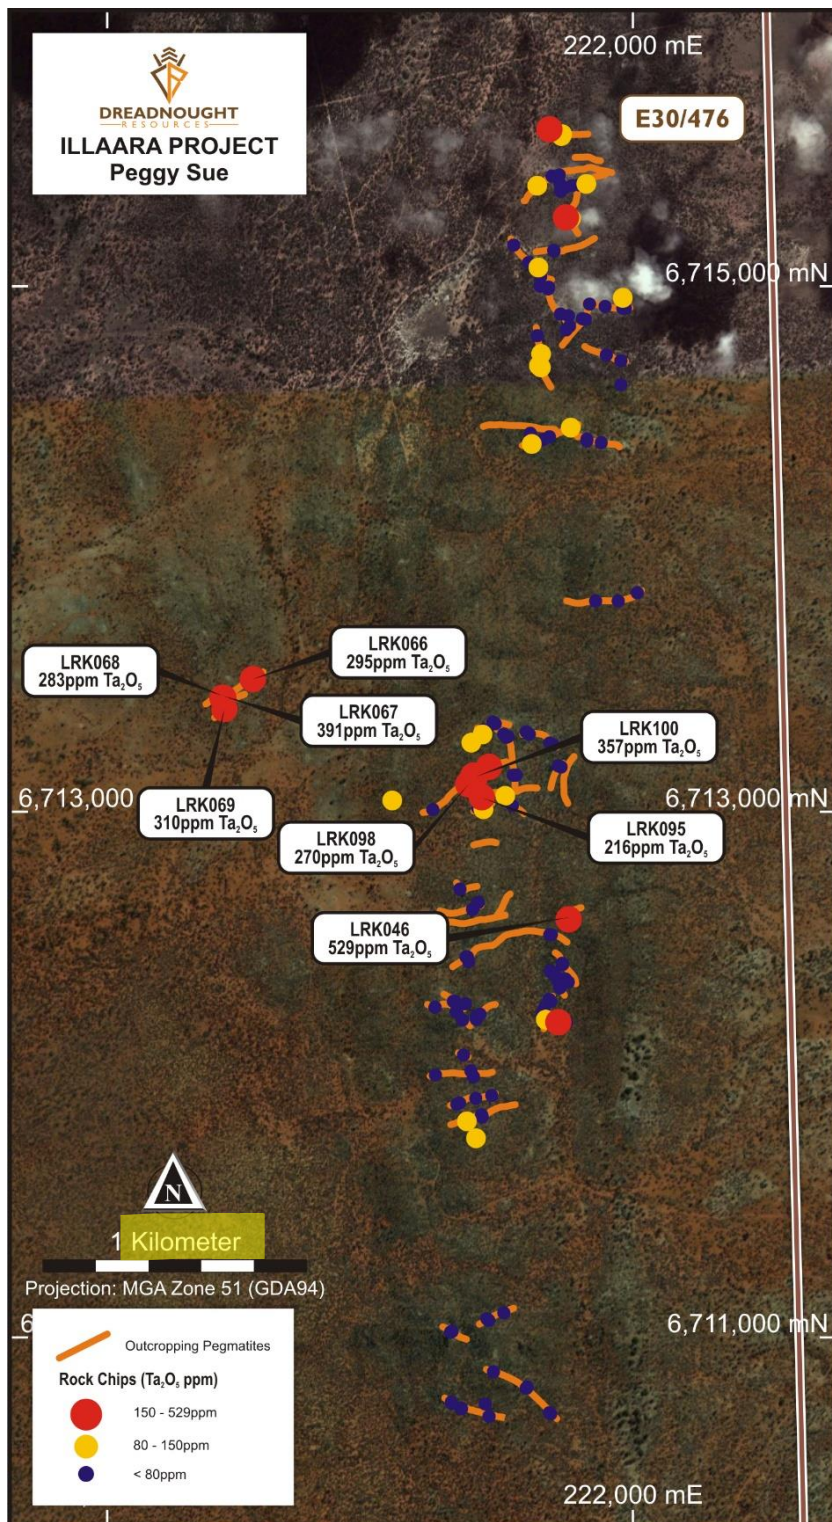 222,000 mE
DREADNOUGHT
RESOURCES
ILLAARA PROJECT
Peggy Sue
E30/476
6,715,000 mN
LRK068
283ppm Ta₂O₅
LRK066
295ppm Ta₂O₅
LRK067
391ppm Ta₂O₅
LRK100
357ppm Ta₂O₅
6,713,000
6,713,000 mN
LRK069
310ppm Ta₂O₅
LRK098
270ppm Ta₂O₅
LRK095
216ppm Ta₂O₅
LRK046
529ppm Ta₂O₅
N
1 Kilometer
Projection: MGA Zone 51 (GDA94)
6
6,711,000 mN
Outcropping Pegmatites
Rock Chips (Ta₂O₅ ppm)
150 - 529ppm
80 - 150ppm
< 80ppm
222,000 mE